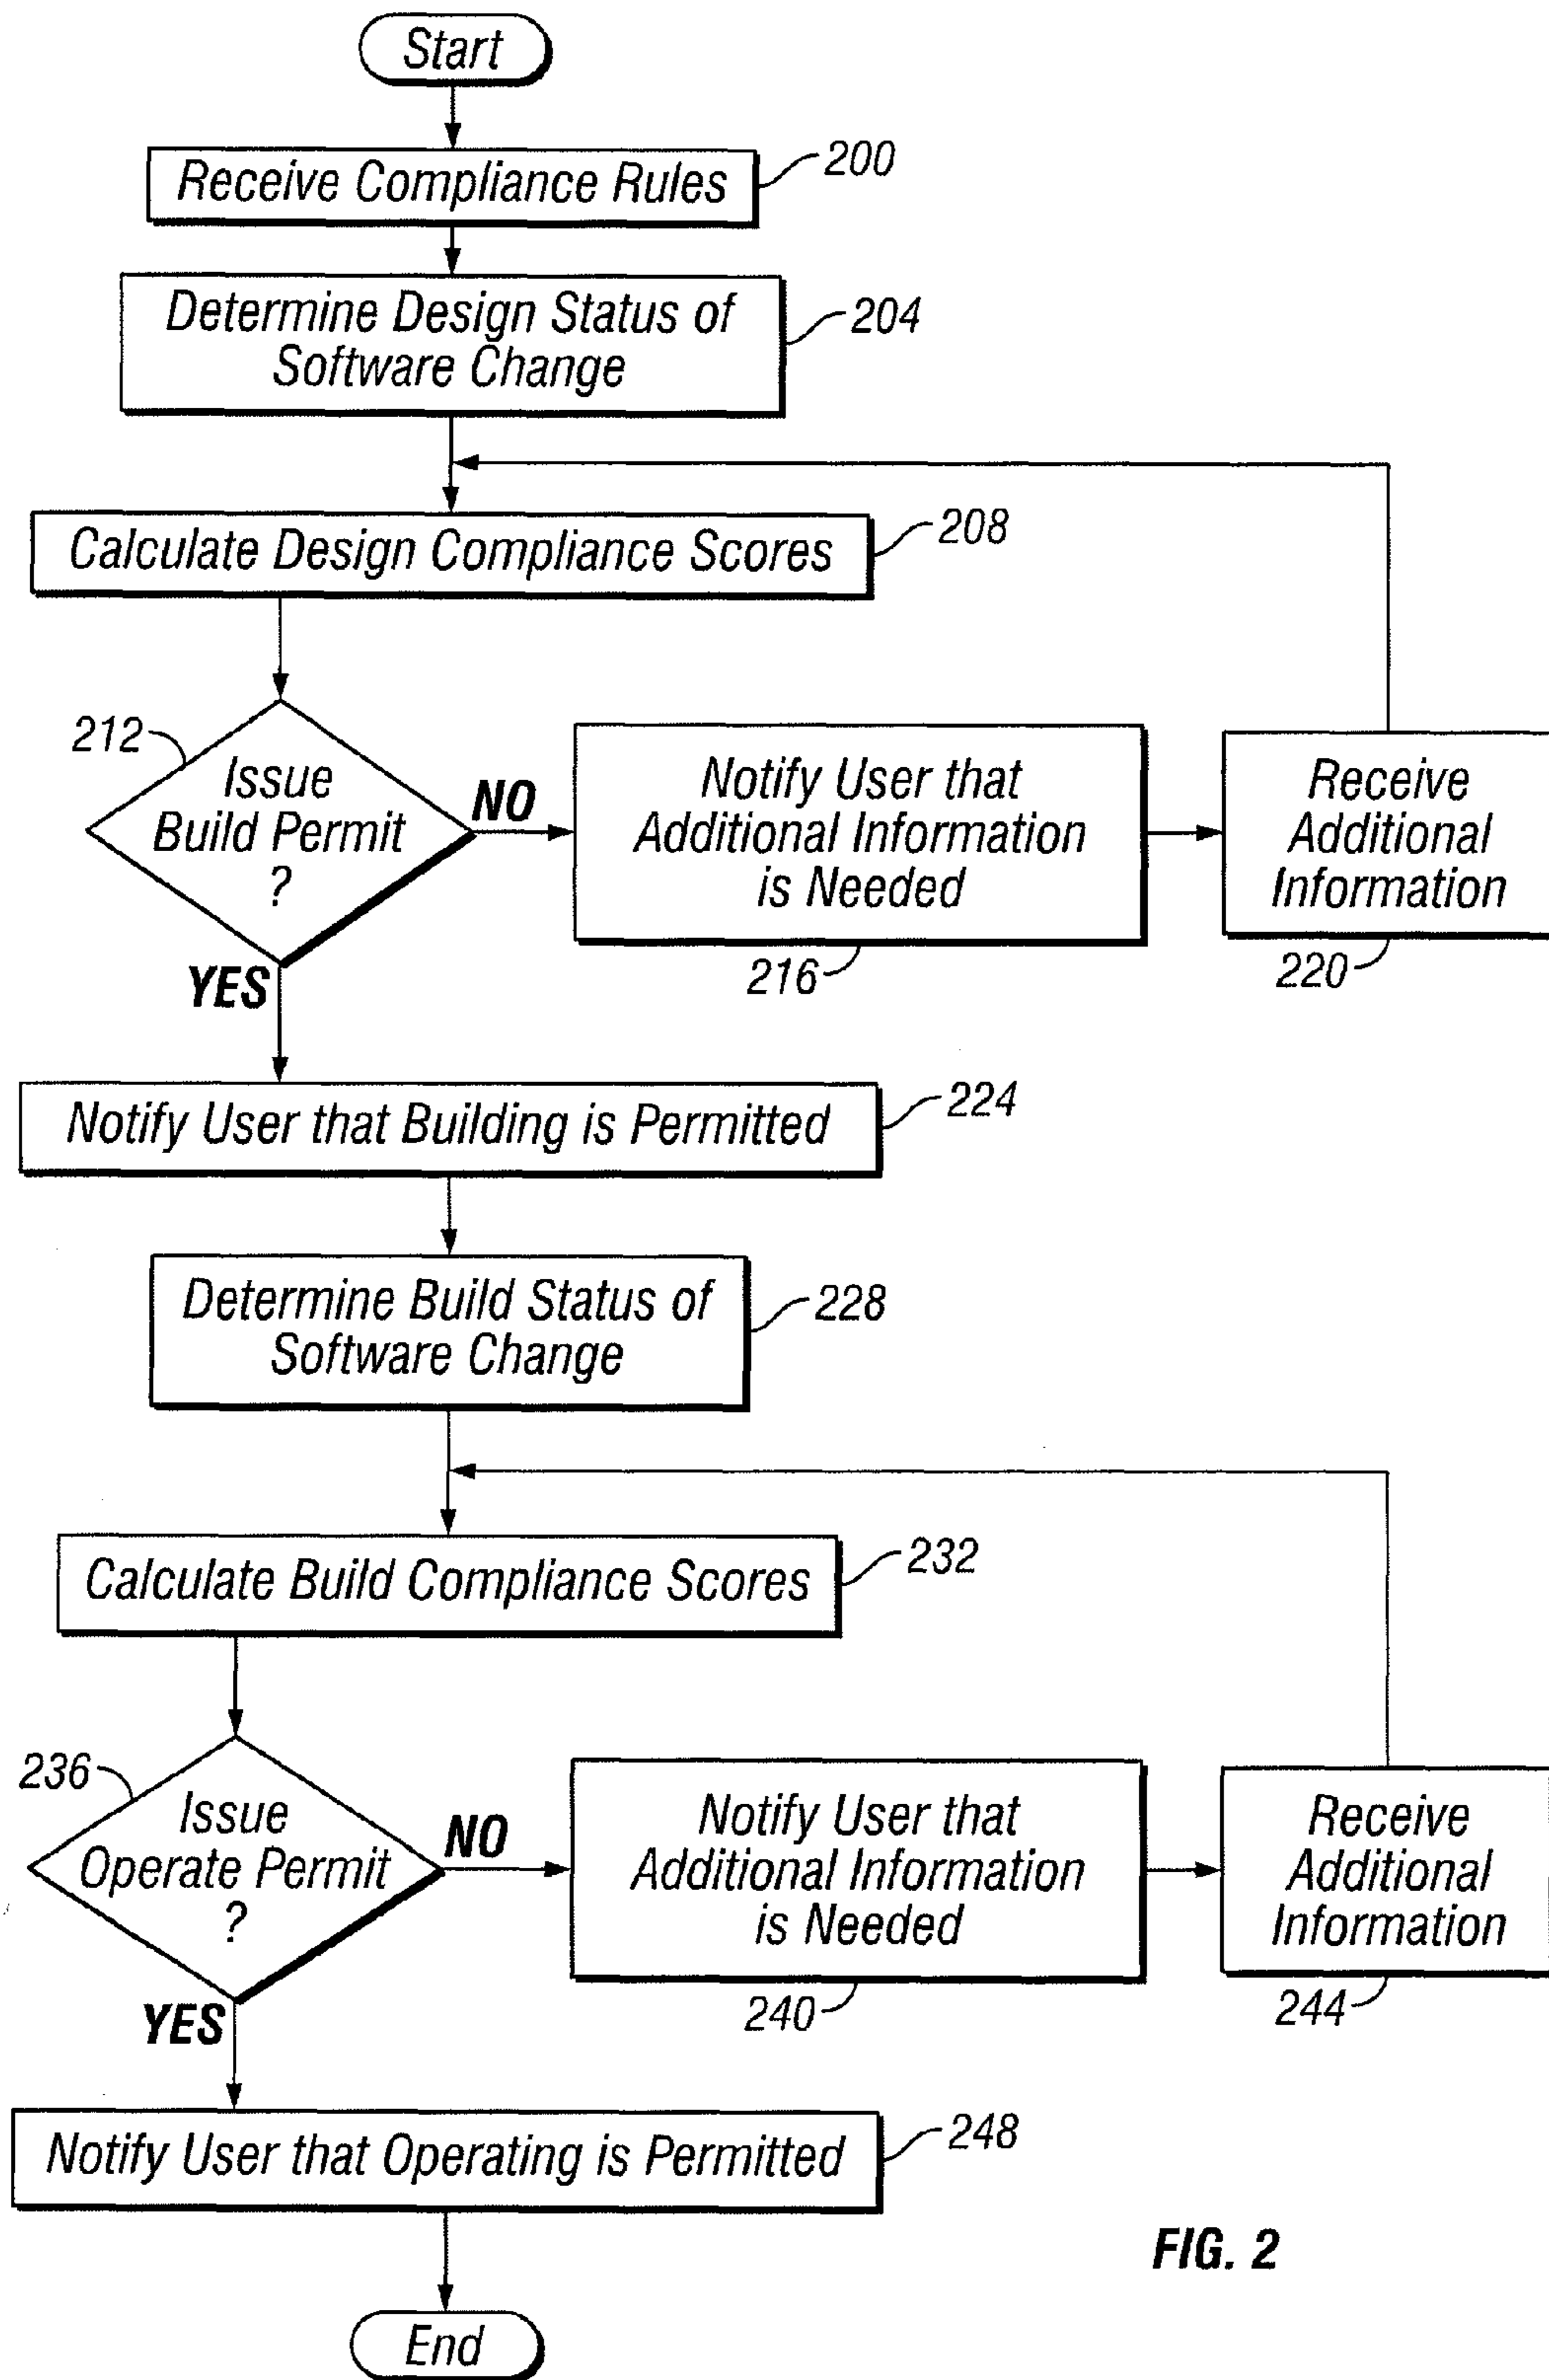 Start
Receive Compliance Rules
200
Determine Design Status of
Software Change
204
Calculate Design Compliance Scores
208
212
Issue
Build Permit
?
NO
YES
Notify User that
Additional Information
is Needed
216
Receive
Additional
Information
220
Notify User that Building is Permitted
224
Determine Build Status of
Software Change
228
Calculate Build Compliance Scores
232
236
Issue
Operate Permit
?
NO
YES
Notify User that
Additional Information
is Needed
240
Receive
Additional
Information
244
Notify User that Operating is Permitted
248
FIG. 2
End